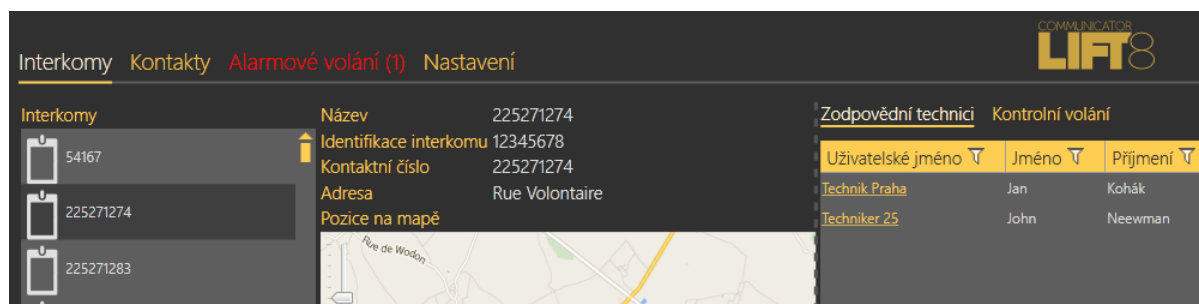 COMMUNICATOR
LIFT8
Interkomy Kontakty Alarmové volání (1) Nastavení
Interkomy
54167
225271274
225271283
Název 225271274
Identifikace interkomu 12345678
Kontaktní číslo 225271274
Adresa Rue Volontaire
Pozice na mapě
Rue de Wodon
Zodpovědní technici Kontrolní volání
Uživatelské jméno Jméno Příjmení
Technik Praha Jan Kohák
Techniker 25 John Neewman